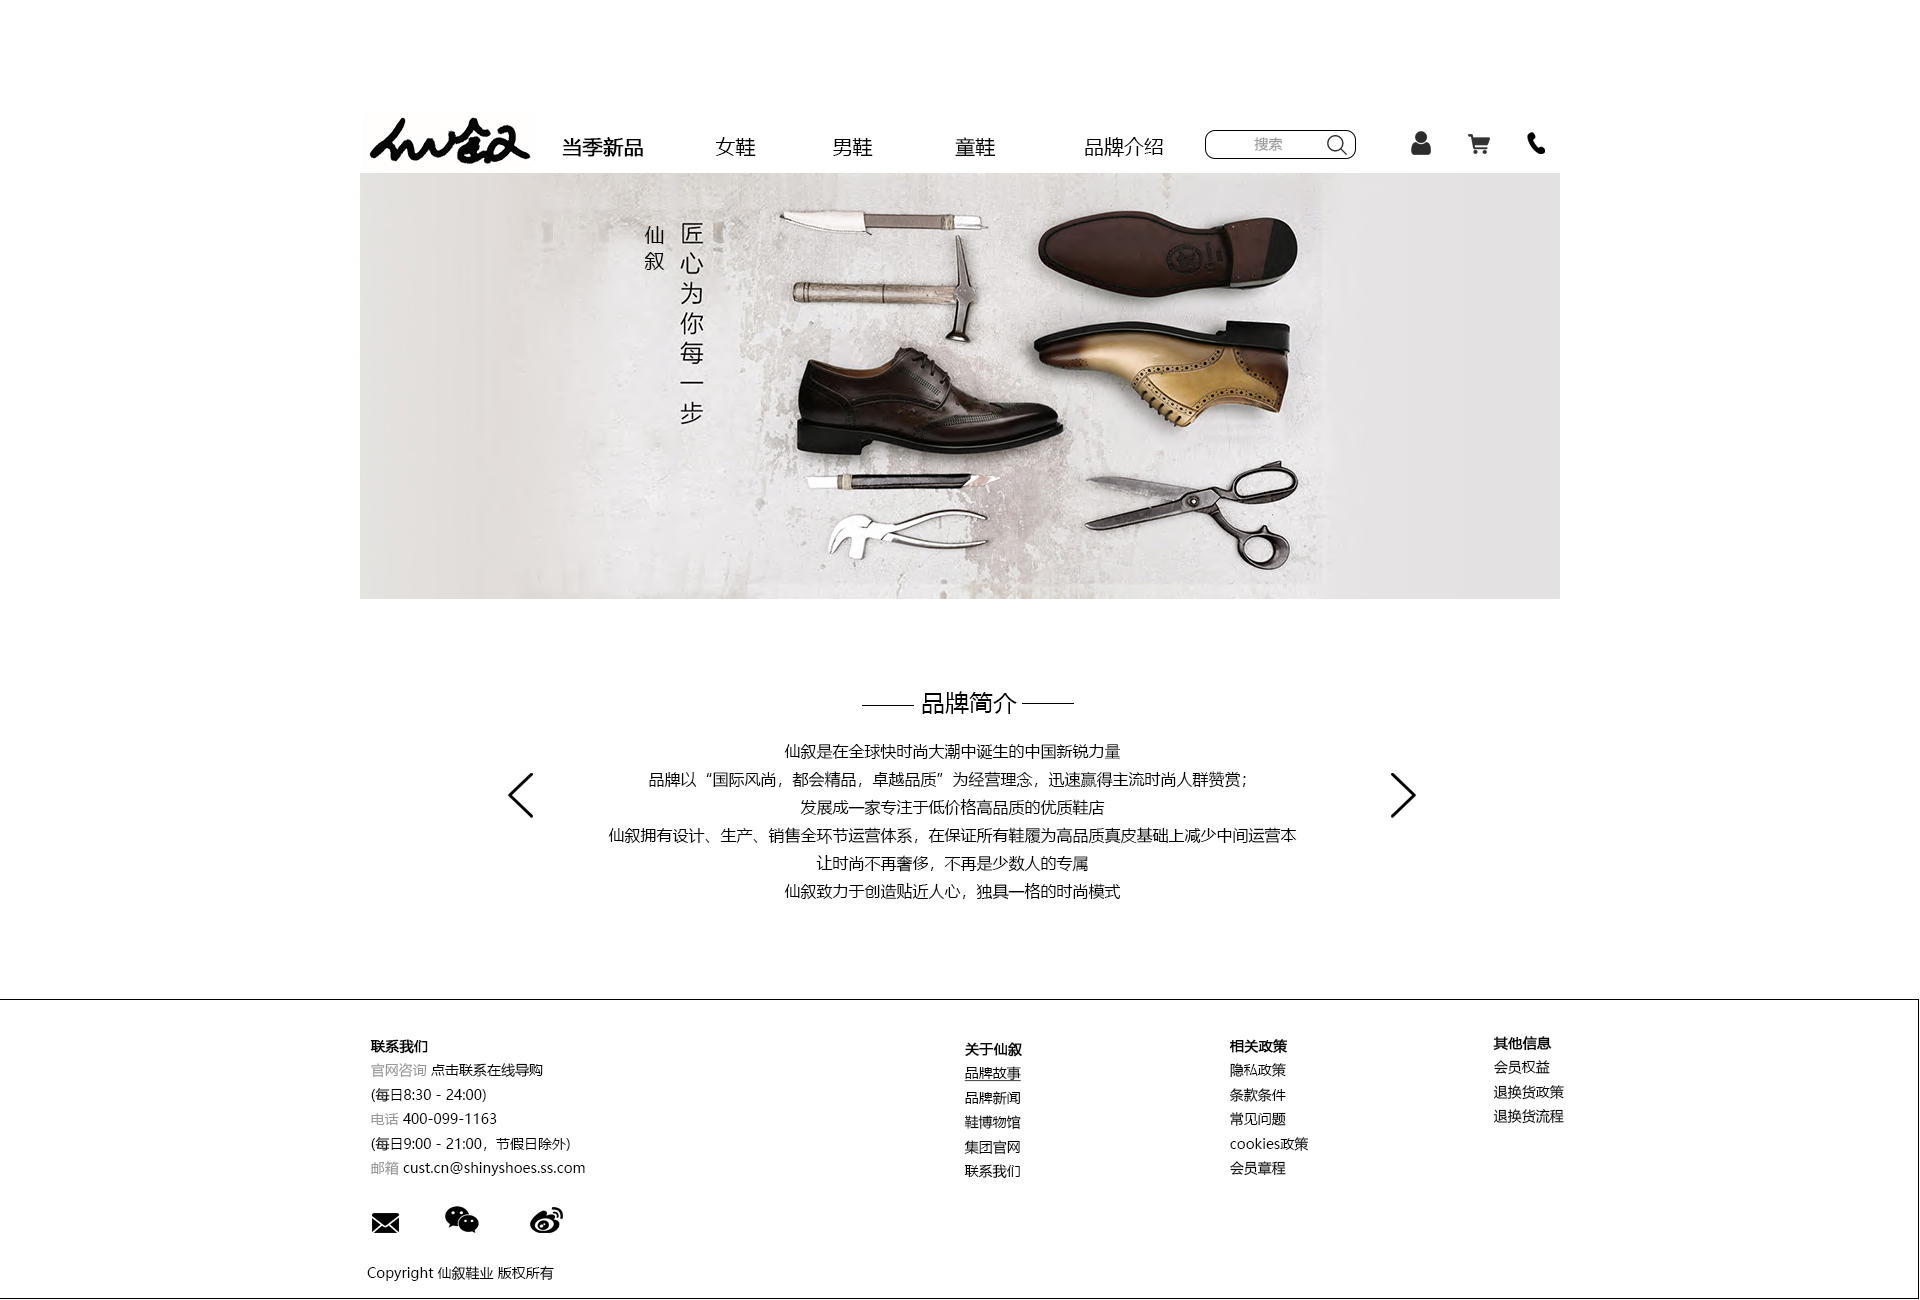 仙叙
当季新品
女鞋
男鞋
童鞋
品牌介绍
搜索
匠心为你每一步
仙叙
品牌简介
仙叙是在全球快时尚大潮中诞生的中国新锐力量
品牌以“国际风尚，都会精品，卓越品质”为经营理念，迅速赢得主流时尚人群赞赏；
发展成一家专注于低价格高品质的优质鞋店
仙叙拥有设计、生产、销售全环节运营体系，在保证所有鞋履为高品质真皮基础上减少中间运营本
让时尚不再奢侈，不再是少数人的专属
仙叙致力于创造贴近人心，独具一格的时尚模式
联系我们
官网咨询 点击联系在线导购
(每日8:30 - 24:00)
电话 400-099-1163
(每日9:00 - 21:00，节假日除外)
邮箱 cust.cn@shinyshoes.ss.com
关于仙叙
品牌故事
品牌新闻
鞋博物馆
集团官网
联系我们
相关政策
隐私政策
条款条件
常见问题
cookies政策
会员章程
其他信息
会员权益
退换货政策
退换货流程
Copyright 仙叙鞋业 版权所有